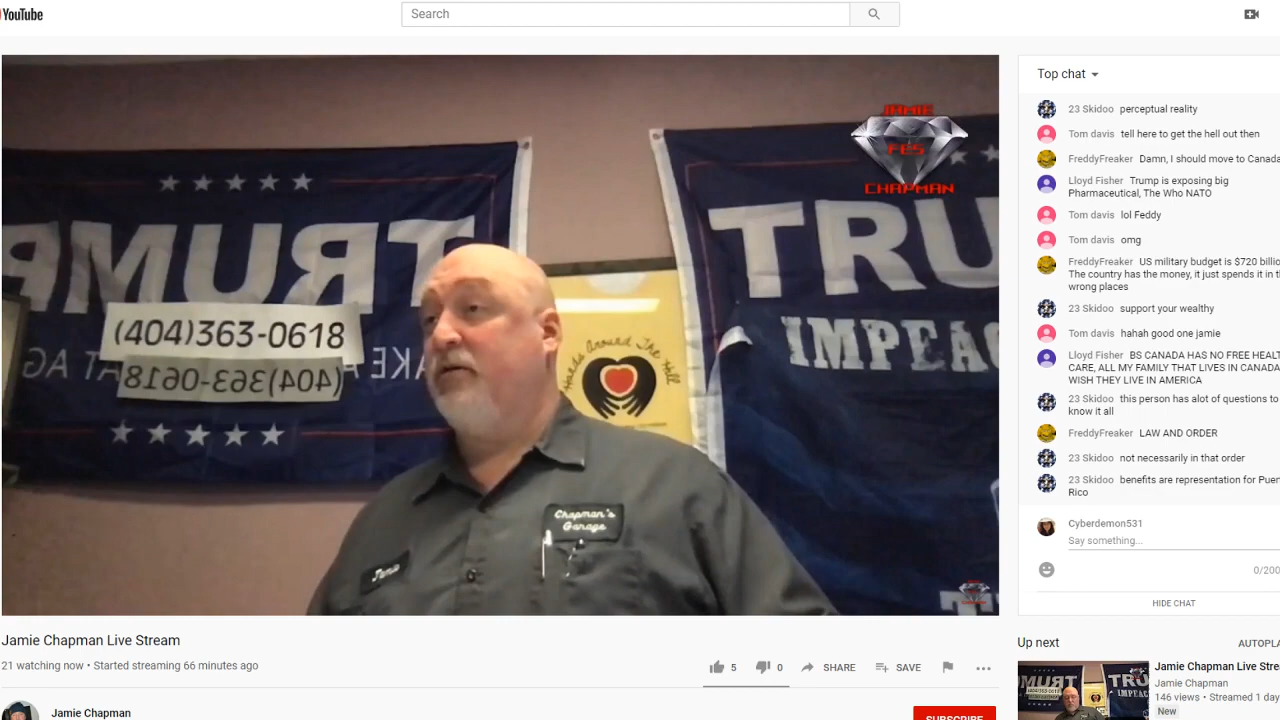 YouTube
Search
JAMIE
FES
CHAPMAN
TRUMP
TRU
(404)363-0618
(404)363-0618
IMPEAC
Hands Around The Hill
Chapman's
Garage
Jamie
Top chat
23 Skidoo perceptual reality
Tom davis tell here to get the hell out then
FreddyFreaker Damn, I should move to Canada
Lloyd Fisher Trump is exposing big
Pharmaceutical, The Who NATO
Tom davis lol Feddy
Tom davis omg
FreddyFreaker US military budget is $720 billio
The country has the money, it just spends it in t
wrong places
23 Skidoo support your wealthy
Tom davis hahah good one jamie
Lloyd Fisher BS CANADA HAS NO FREE HEALT
CARE, ALL MY FAMILY THAT LIVES IN CANADA
WISH THEY LIVE IN AMERICA
23 Skidoo this person has alot of questions to
know it all
FreddyFreaker LAW AND ORDER
23 Skidoo not necessarily in that order
23 Skidoo benefits are representation for Puer
Rico
Cyberdemon531
Say something...
0/200
HIDE CHAT
Jamie Chapman Live Stream
21 watching now • Started streaming 66 minutes ago
5
0
SHARE
SAVE
Jamie Chapman
SUBSCRIBE
Up next
AUTOPLA
Jamie Chapman Live Stre
Jamie Chapman
146 views • Streamed 1 day
New